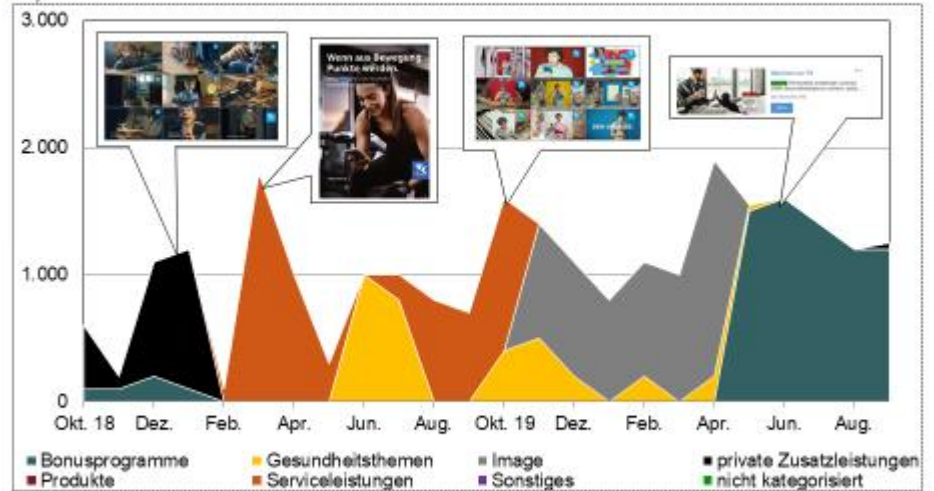 3.000
2.000
1.000
0
Wenn aus Bewegung
Punkte werden.
Okt. 18 Dez. Feb. Apr. Jun. Aug. Okt. 19 Dez. Feb. Apr. Jun. Aug.
Bonusprogramme Gesundheitsthemen Image private Zusatzleistungen
Produkte Serviceleistungen Sonstiges nicht kategorisiert